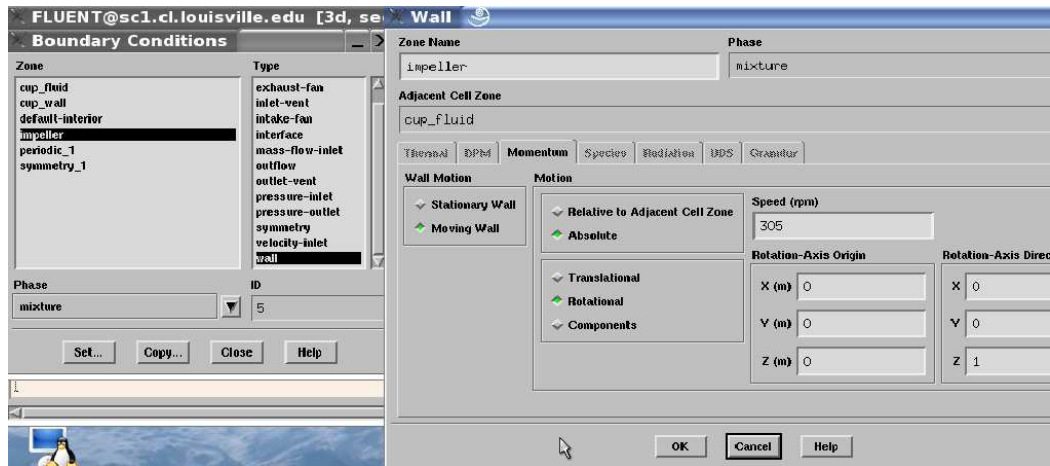 FLUENT@sc1.cl.louisville.edu [3d, se
Boundary Conditions
Zone
cup_fluid
cup_wall
default-interior
impeller
periodic_1
symmetry_1
Type
exhaust-fan
inlet-vent
intake-fan
interface
mass-flow-inlet
outflow
outlet-vent
pressure-inlet
pressure-outlet
symmetry
velocity-inlet
wall
Phase
mixture
ID
5
Set... Copy... Close Help
Wall
Zone Name
impeller
Phase
mixture
Adjacent Cell Zone
cup_fluid
Thermal DPM Momentum Species Radiation UDS Granular
Wall Motion
Stationary Wall
Moving Wall
Motion
Relative to Adjacent Cell Zone
Absolute
Translational
Rotational
Components
Speed (rpm)
305
Rotation-Axis Origin
X (m) 0
Y (m) 0
Z (m) 0
Rotation-Axis Direc
X 0
Y 0
Z 1
OK Cancel Help